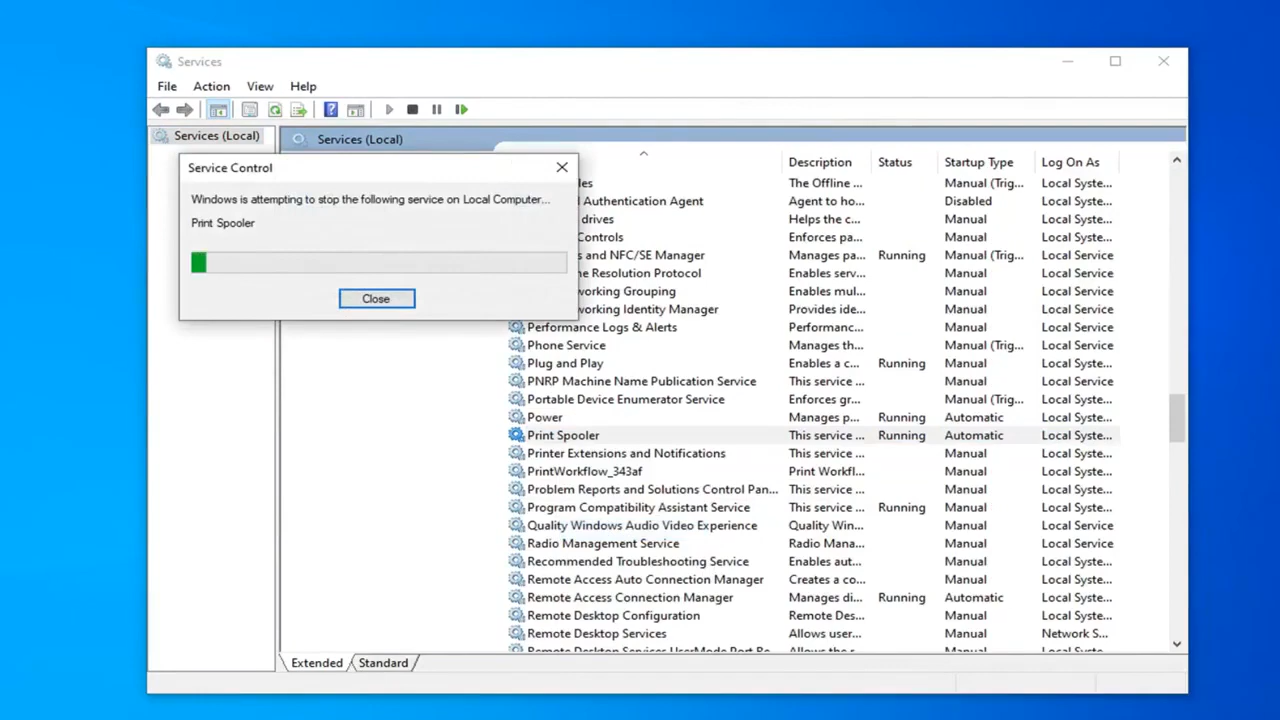 Services
File Action View Help
Services (Local)
Services (Local)
Service Control
Windows is attempting to stop the following service on Local Computer...
Print Spooler
Close
Description Status Startup Type Log On As
les The Offline ... Manual (Trig... Local Syste...
Authentication Agent Agent to ho... Disabled Local Syste...
drives Helps the c... Manual Local Syste...
Controls Enforces pa... Manual Local Syste...
s and NFC/SE Manager Manages pa... Running Manual (Trig... Local Service
me Resolution Protocol Enables serv... Manual Local Service
working Grouping Enables mul... Manual Local Service
working Identity Manager Provides ide... Manual Local Service
Performance Logs & Alerts Performanc... Manual Local Service
Phone Service Manages th... Manual (Trig... Local Service
Plug and Play Enables a c... Running Manual Local Syste...
PNRP Machine Name Publication Service This service ... Manual Local Service
Portable Device Enumerator Service Enforces gr... Manual (Trig... Local Syste...
Power Manages p... Running Automatic Local Syste...
Print Spooler This service ... Running Automatic Local Syste...
Printer Extensions and Notifications This service ... Manual Local Syste...
PrintWorkflow_343af Print Workfl... Manual Local Syste...
Problem Reports and Solutions Control Pan... This service ... Manual Local Syste...
Program Compatibility Assistant Service This service ... Running Manual Local Syste...
Quality Windows Audio Video Experience Quality Win... Manual Local Service
Radio Management Service Radio Mana... Manual Local Service
Recommended Troubleshooting Service Enables aut... Manual Local Syste...
Remote Access Auto Connection Manager Creates a co... Manual Local Syste...
Remote Access Connection Manager Manages di... Running Automatic Local Syste...
Remote Desktop Configuration Remote Des... Manual Local Syste...
Remote Desktop Services Allows user... Manual Network S...
Remote Desktop Services UserMode Port Re... Allows the r... Manual Local Syste...
Extended Standard